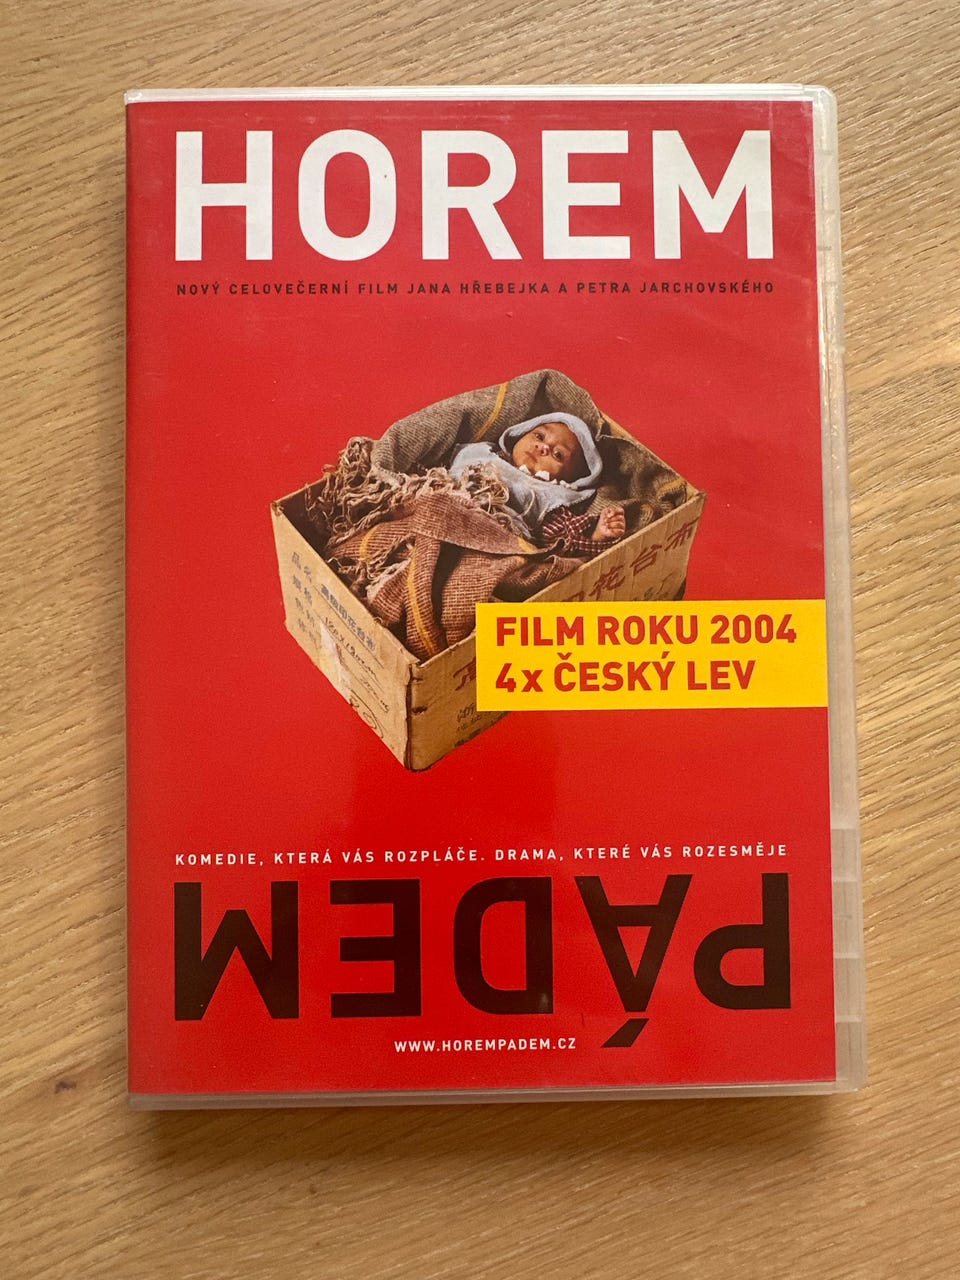 HOREM
NOVÝ CELOVEČERNÍ FILM JANA HŘEBEJKA A PETRA JARCHOVSKÉHO
FILM ROKU 2004
4x ČESKÝ LEV
KOMEDIE, KTERÁ VÁS ROZPLÁČE. DRAMA, KTERÉ VÁS ROZESMĚJE
PÁDEM
WWW.HOREMPADEM.CZ